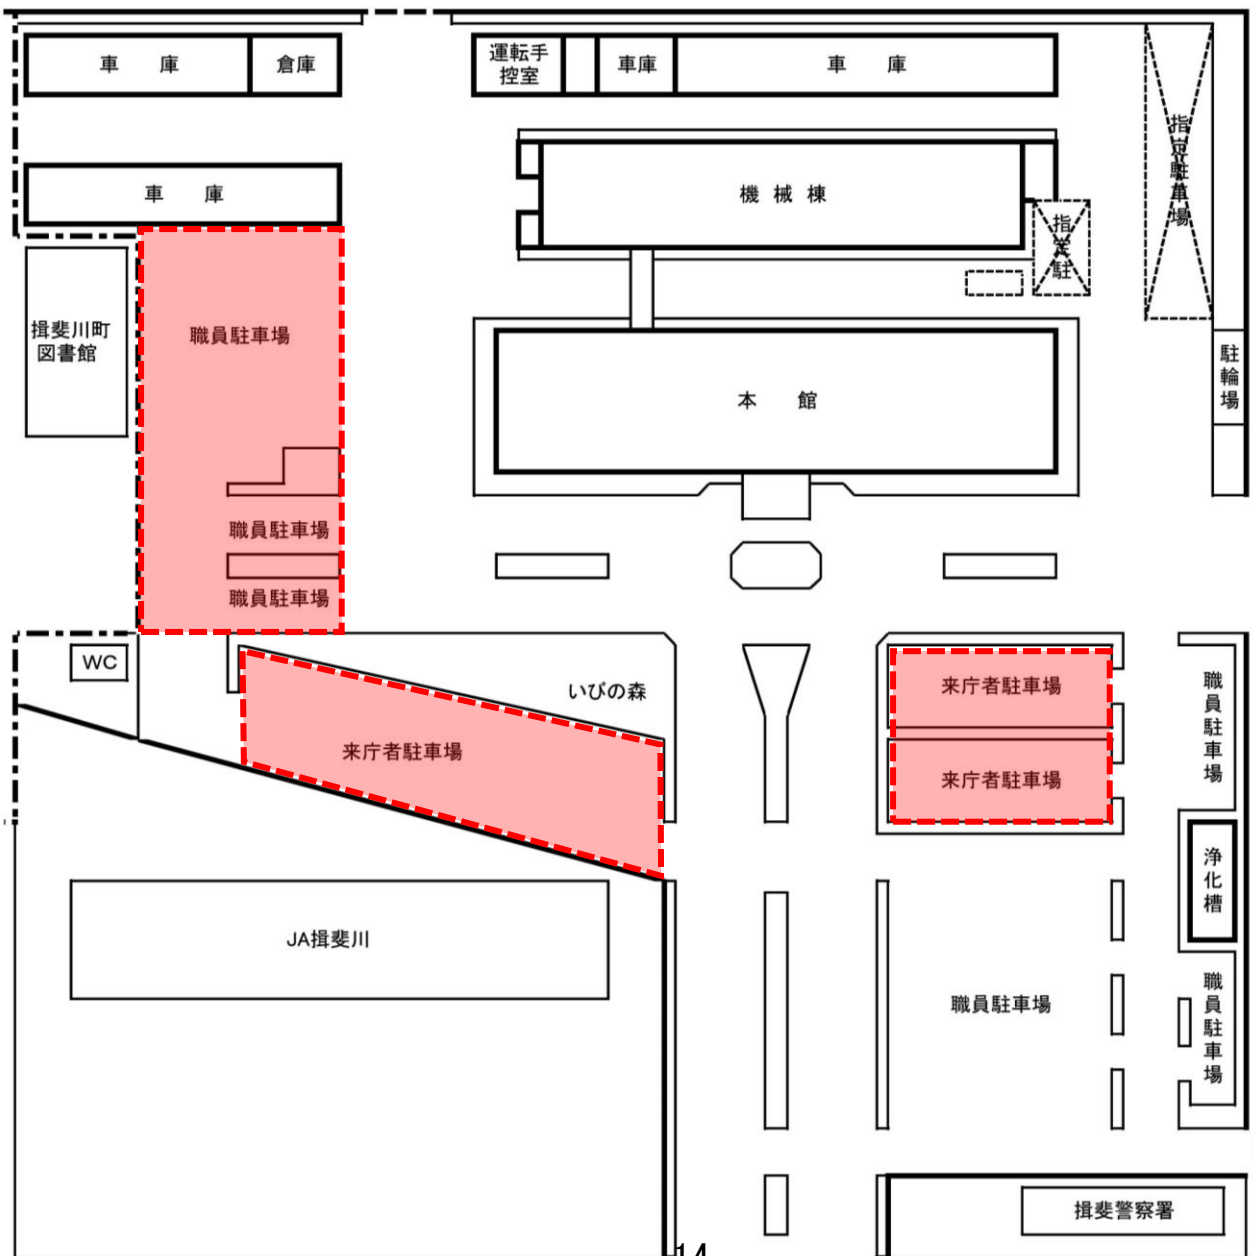 車 庫
倉庫
運転手
控室
車庫
車 庫
指定駐車場
車 庫
機 械 棟
指定駐
揖斐川町
図書館
職員駐車場
本 館
駐輪場
職員駐車場
職員駐車場
WC
いびの森
来庁者駐車場
職員駐車場
来庁者駐車場
来庁者駐車場
浄化槽
JA揖斐川
職員駐車場
職員駐車場
揖斐警察署
14